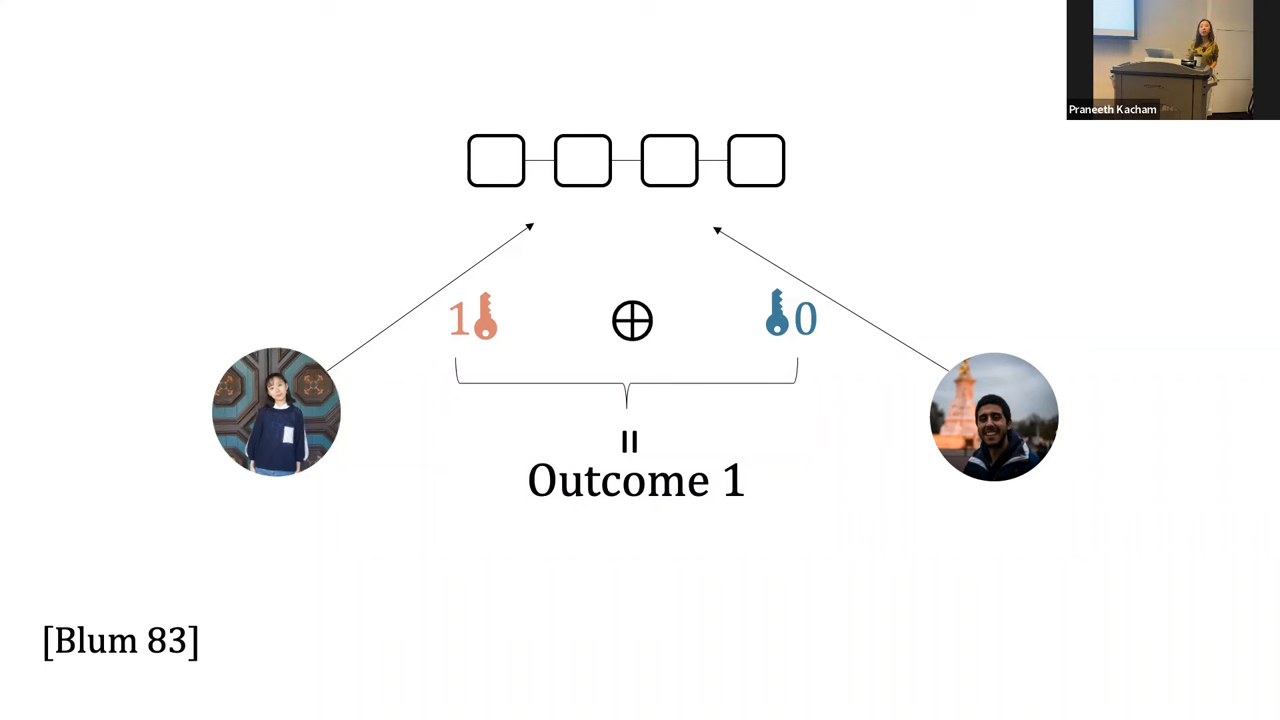 Praneeth Kacham
1 ⊕ 0
=
Outcome 1
[Blum 83]